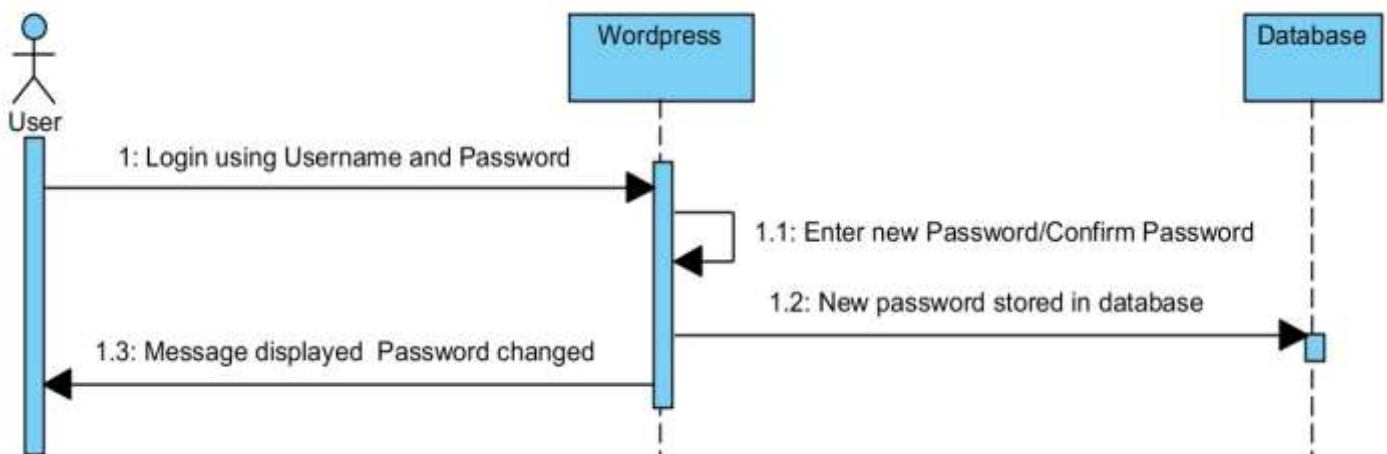 Wordpress
Database
User
1: Login using Username and Password
1.1: Enter new Password/Confirm Password
1.2: New password stored in database
1.3: Message displayed  Password changed